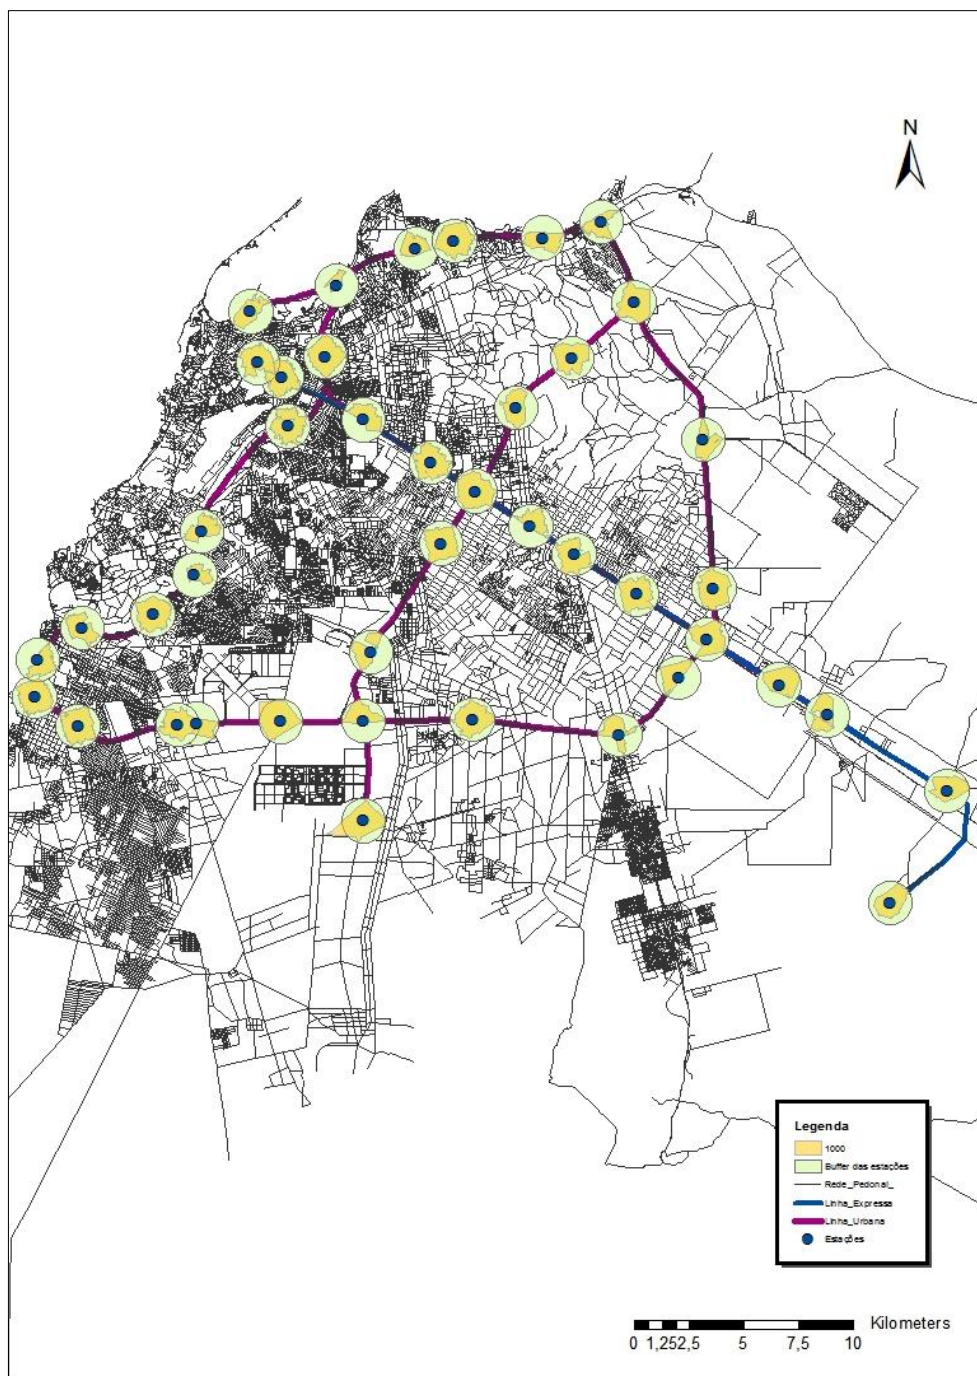 N
Legenda
1000
Buffer das estações
Rede_Pedonal_
Linha_Expressa
Linha_Urbana
Estações
Kilometers
0 1,252,5 5 7,5 10